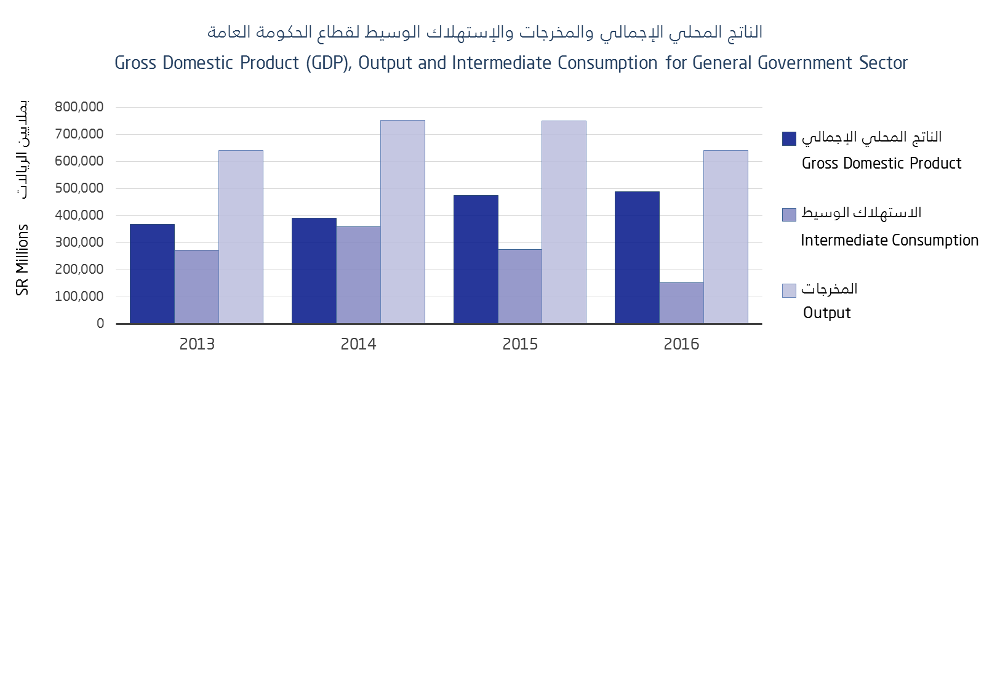 الناتج المحلي الإجمالي والمخرجات والإستهلاك الوسيط لقطاع الحكومة العامة
Gross Domestic Product (GDP), Output and Intermediate Consumption for General Government Sector
بملايين الريالات
SR Millions
800,000
700,000
600,000
500,000
400,000
300,000
200,000
100,000
0
2013
2014
2015
2016
الناتج المحلي الإجمالي
Gross Domestic Product
الاستهلاك الوسيط
Intermediate Consumption
المخرجات
Output